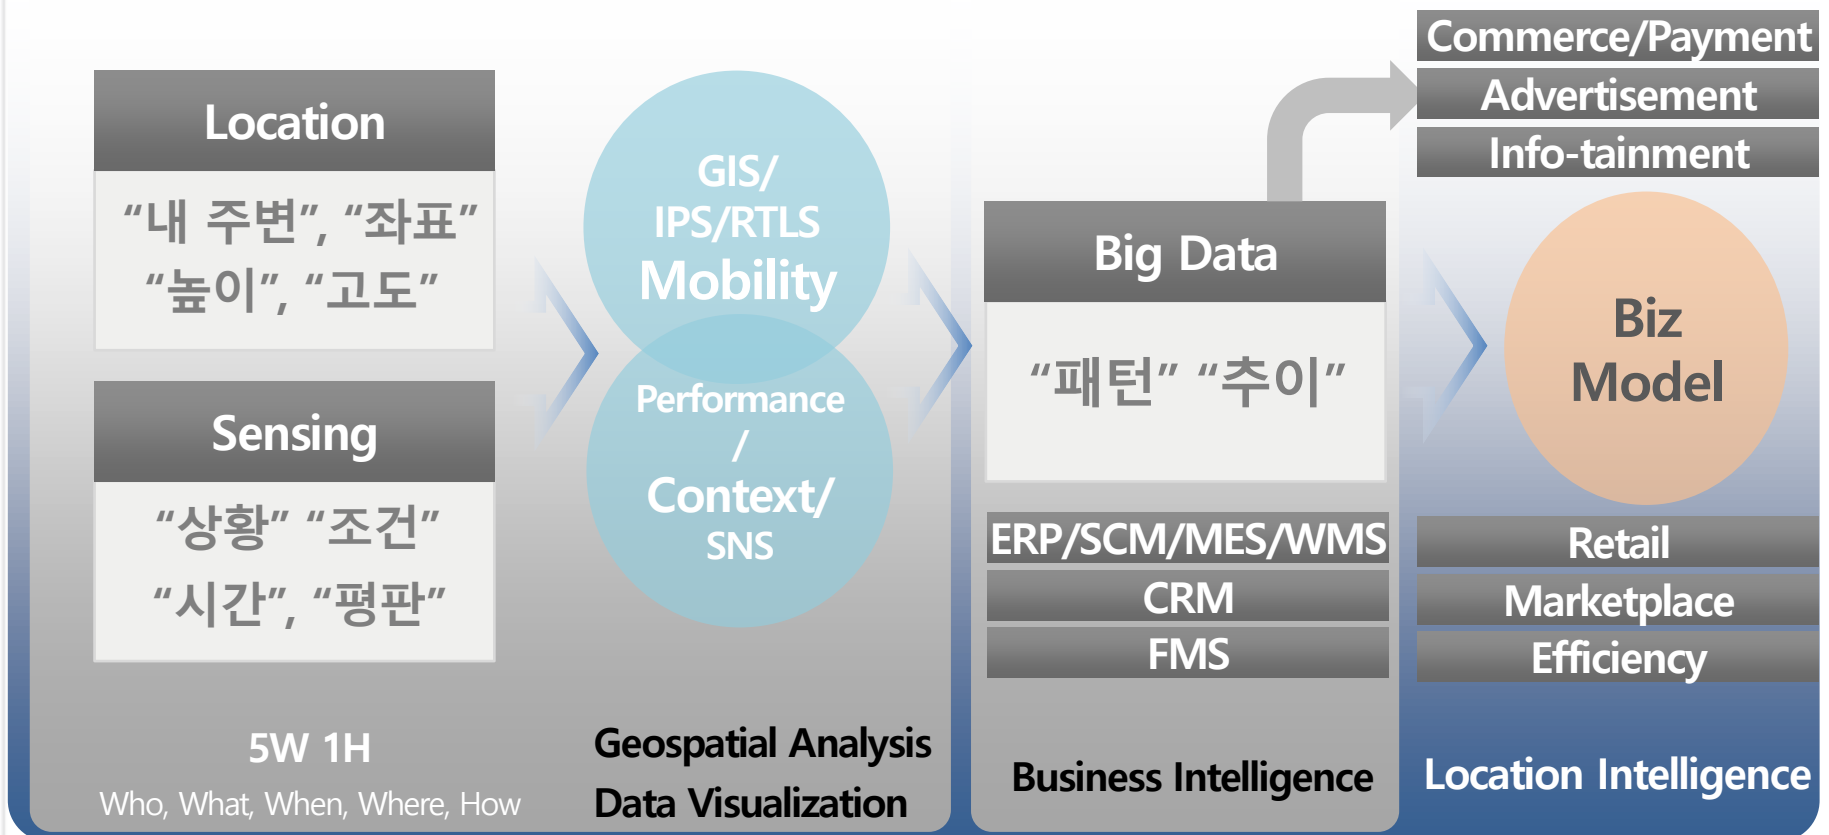 Location
“내 주변”, “좌표”
“높이”, “고도”
Sensing
“상황” “조건”
“시간”, “평판”
5W 1H
Who, What, When, Where, How
GIS/
IPS/RTLS
Mobility
Performance
/
Context/
SNS
Geospatial Analysis
Data Visualization
Big Data
“패턴” “추이”
ERP/SCM/MES/WMS
CRM
FMS
Business Intelligence
Commerce/Payment
Advertisement
Info-tainment
Biz
Model
Retail
Marketplace
Efficiency
Location Intelligence